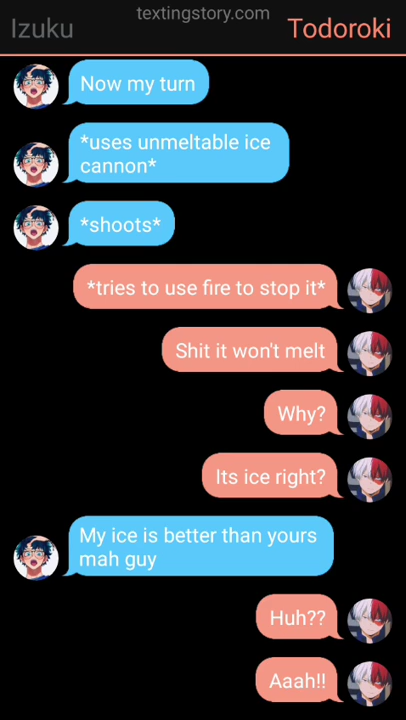 textingstory.com
Izuku
Todoroki
Now my turn
*uses unmeltable ice
cannon*
*shoots*
*tries to use fire to stop it*
Shit it won't melt
Why?
Its ice right?
My ice is better than yours
mah guy
Huh??
Aaah!!